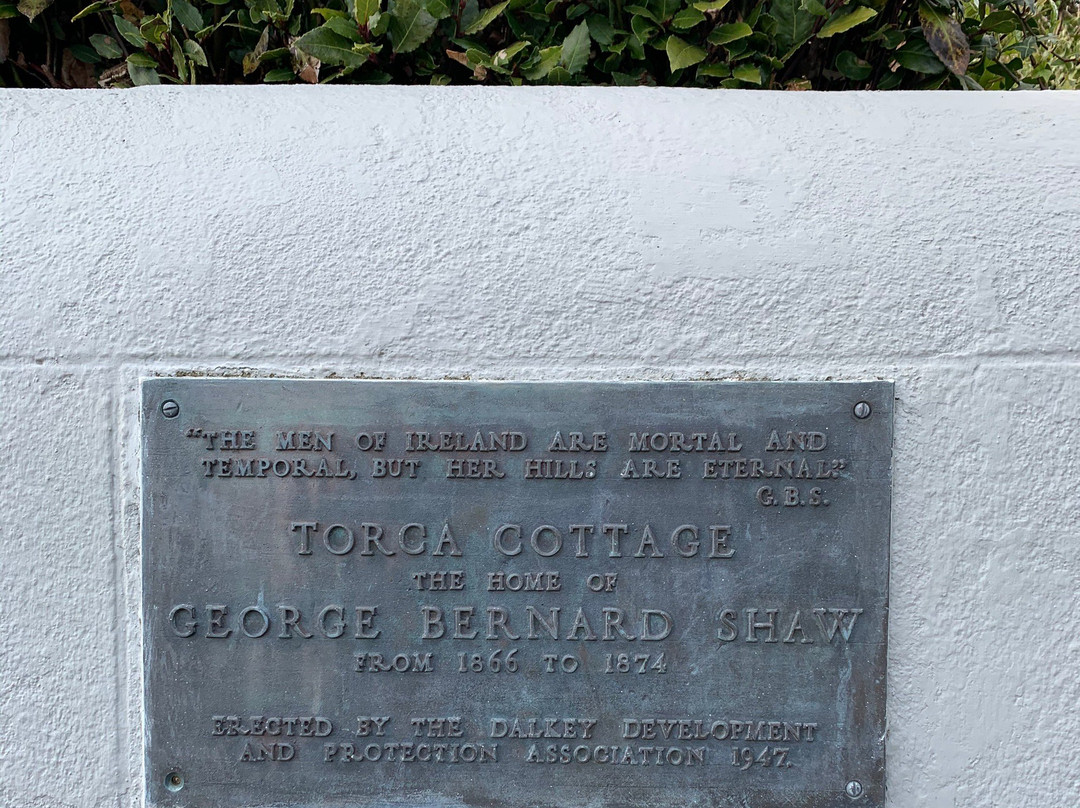 "THE MEN OF IRELAND ARE MORTAL AND
TEMPORAL, BUT HER HILLS ARE ETERNAL."
G.B.S.
TORCA COTTAGE
THE HOME OF
GEORGE BERNARD SHAW
FROM 1866 TO 1874
ERECTED BY THE DALKEY DEVELOPMENT
AND PROTECTION ASSOCIATION 1947.